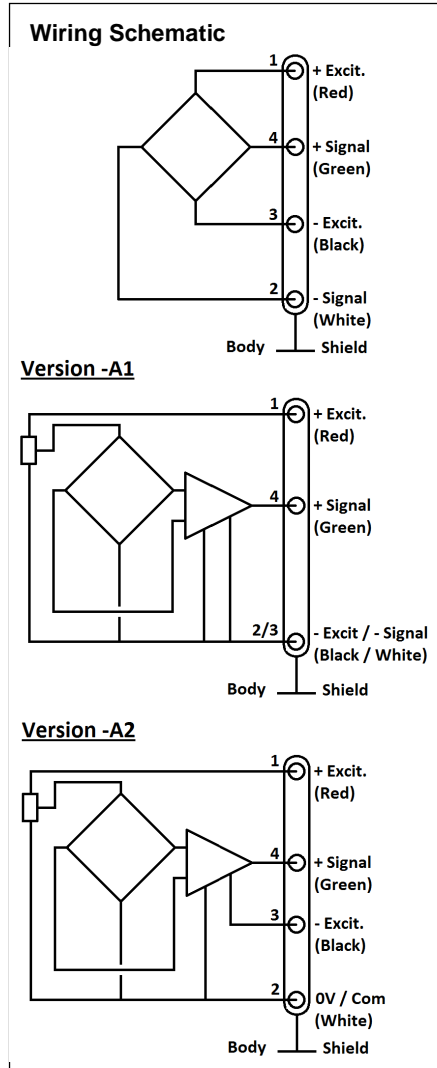 Wiring Schematic
1
+ Excit.
(Red)
4
+ Signal
(Green)
3
- Excit.
(Black)
2
- Signal
(White)
Body
Shield
Version -A1
1
+ Excit.
(Red)
4
+ Signal
(Green)
2/3
- Excit / - Signal
(Black / White)
Body
Shield
Version -A2
1
+ Excit.
(Red)
4
+ Signal
(Green)
3
- Excit.
(Black)
2
0V / Com
(White)
Body
Shield